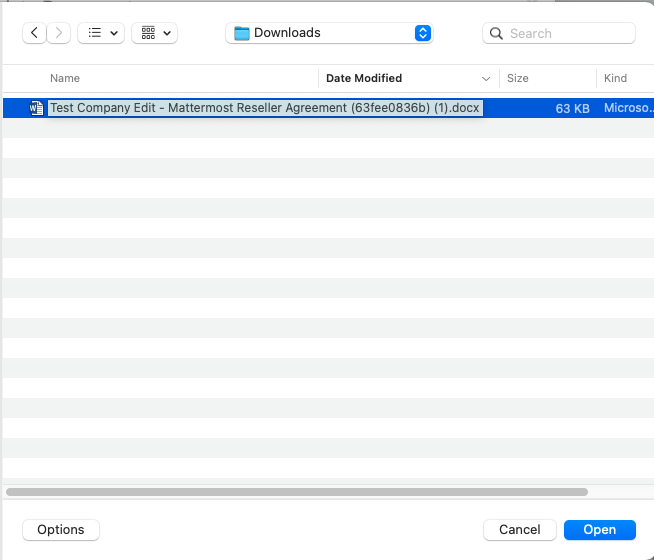 Downloads
Search
Name Date Modified Size Kind
Test Company Edit - Mattermost Reseller Agreement (63fee0836b) (1).docx 63 KB Microso...
Options Cancel Open